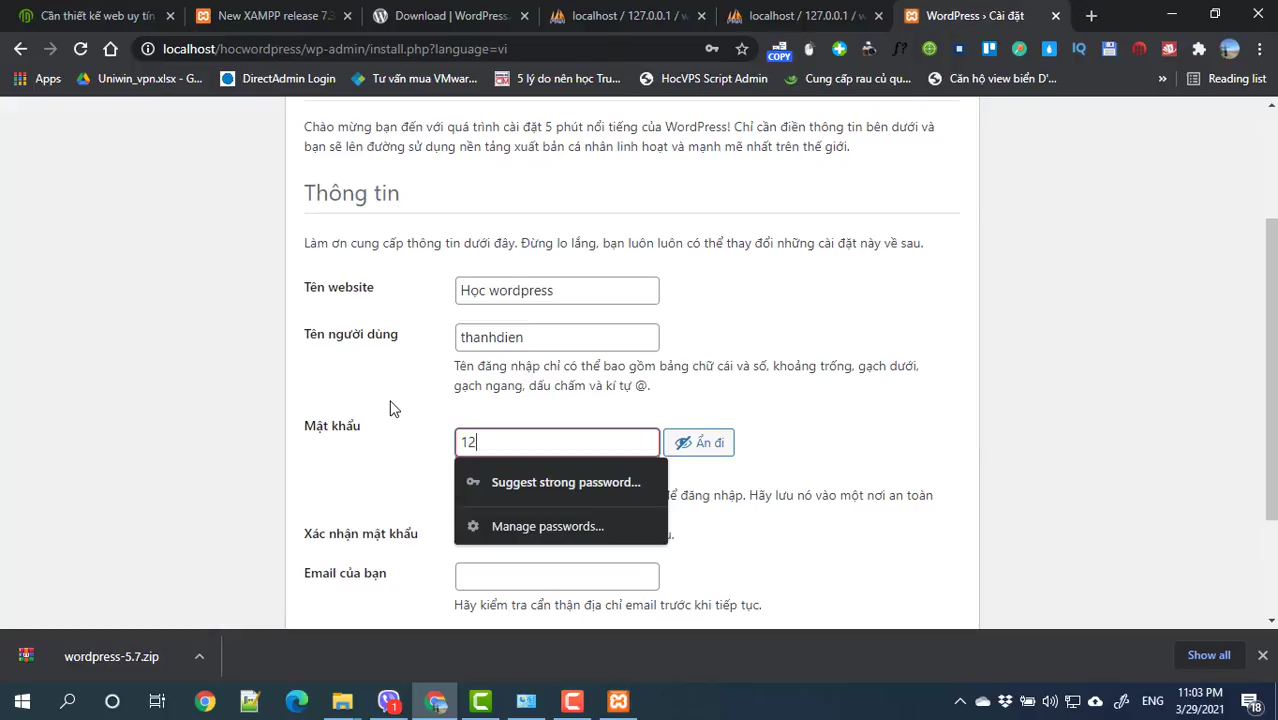 Cần thiết kế web uy tín
New XAMPP release 7.3
Download | WordPress.
localhost / 127.0.0.1 / w
localhost / 127.0.0.1 / w
WordPress › Cài đặt
localhost/hocwordpress/wp-admin/install.php?language=vi
COPY
f?
IQ
Apps
Uniwin_vpn.xlsx - G...
DirectAdmin Login
Tư vấn mua VMwar...
5 lý do nên học Tru...
HocVPS Script Admin
Cung cấp rau củ qu...
Căn hộ view biển D'...
»
Reading list
Chào mừng bạn đến với quá trình cài đặt 5 phút nổi tiếng của WordPress! Chỉ cần điền thông tin bên dưới và
bạn sẽ lên đường sử dụng nền tảng xuất bản cá nhân linh hoạt và mạnh mẽ nhất trên thế giới.
Thông tin
Làm ơn cung cấp thông tin dưới đây. Đừng lo lắng, bạn luôn luôn có thể thay đổi những cài đặt này về sau.
Tên website
Học wordpress
Tên người dùng
thanhdien
Tên đăng nhập chỉ có thể bao gồm bảng chữ cái và số, khoảng trống, gạch dưới,
gạch ngang, dấu chấm và kí tự @.
Mật khẩu
12
Ẩn đi
Suggest strong password...
để đăng nhập. Hãy lưu nó vào một nơi an toàn
Manage passwords...
Xác nhận mật khẩu
Email của bạn
Hãy kiểm tra cẩn thận địa chỉ email trước khi tiếp tục.
wordpress-5.7.zip
Show all
1
ENG
11:03 PM
3/29/2021
18